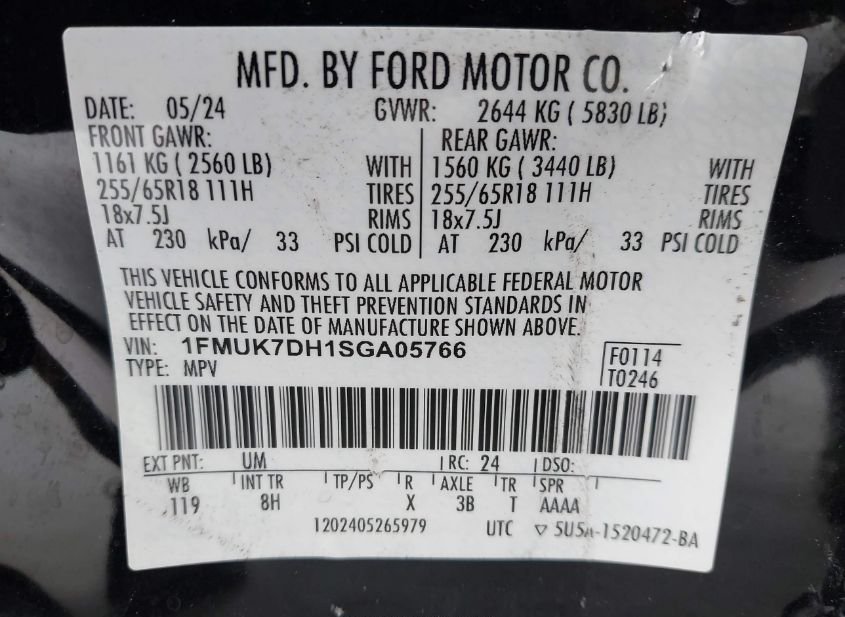 MFD. BY FORD MOTOR CO.
DATE: 05/24 GVWR: 2644 KG ( 5830 LB)
FRONT GAWR: REAR GAWR:
1161 KG ( 2560 LB) WITH 1560 KG ( 3440 LB) WITH
255/65R18 111H TIRES 255/65R18 111H TIRES
18x7.5J RIMS 18x7.5J RIMS
AT 230 kPa/ 33 PSI COLD AT 230 kPa/ 33 PSI COLD
THIS VEHICLE CONFORMS TO ALL APPLICABLE FEDERAL MOTOR
VEHICLE SAFETY AND THEFT PREVENTION STANDARDS IN
EFFECT ON THE DATE OF MANUFACTURE SHOWN ABOVE.
VIN: 1FMUK7DH1SGA05766 F0114
TYPE: MPV T0246
EXT PNT: UM RC: 24 DSO:
WB INT TR TP/PS R AXLE TR SPR
119 8H X 3B T AAAA
1202405265979 UTC ▽ 5U5A-1520472-BA